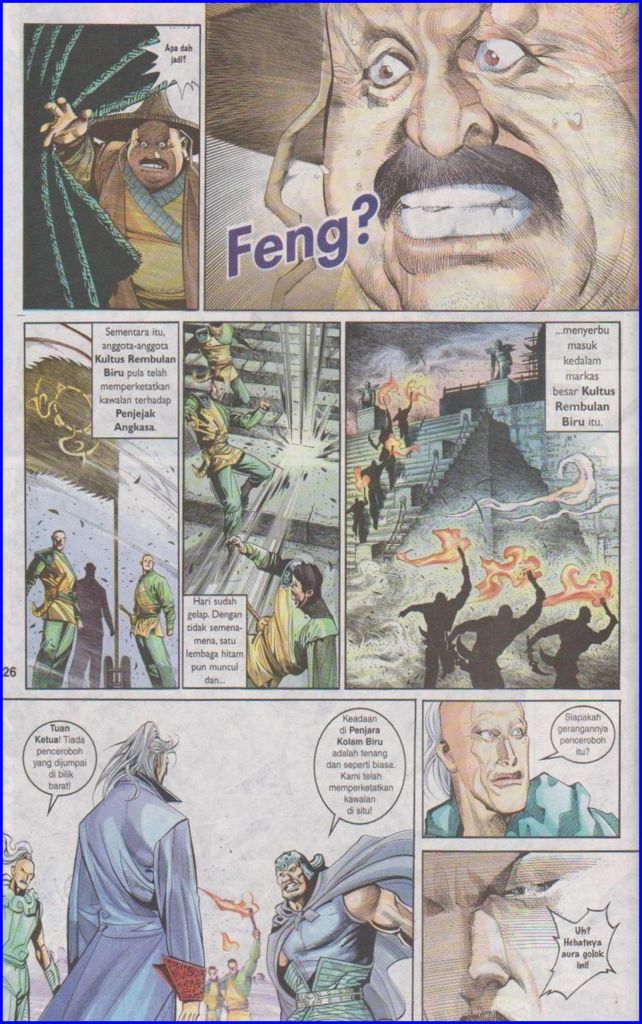 Apa dah
jadi?
Feng?
Sementara itu,
anggota-anggota
Kultus Rembulan
Biru pula telah
memperketatkan
kawalan terhadap
Penjejak
Angkasa.
Hari sudah
gelap. Dengan
tidak semena-
mena, satu
lembaga hitam
pun muncul
dan...
...menyerbu
masuk
kedalam
markas
besar Kultus
Rembulan
Biru itu.
26
Tuan
Ketua! Tiada
penceroboh
yang dijumpai
di bilik
barat!
Keadaan
di Penjara
Kolam Biru
adalah tenang
dan seperti biasa.
Kami telah
memperketatkan
kawalan
di situ!
Siapakah
gerangannya
penceroboh
itu?
Uh?
Hebatnya
aura golok
ini!